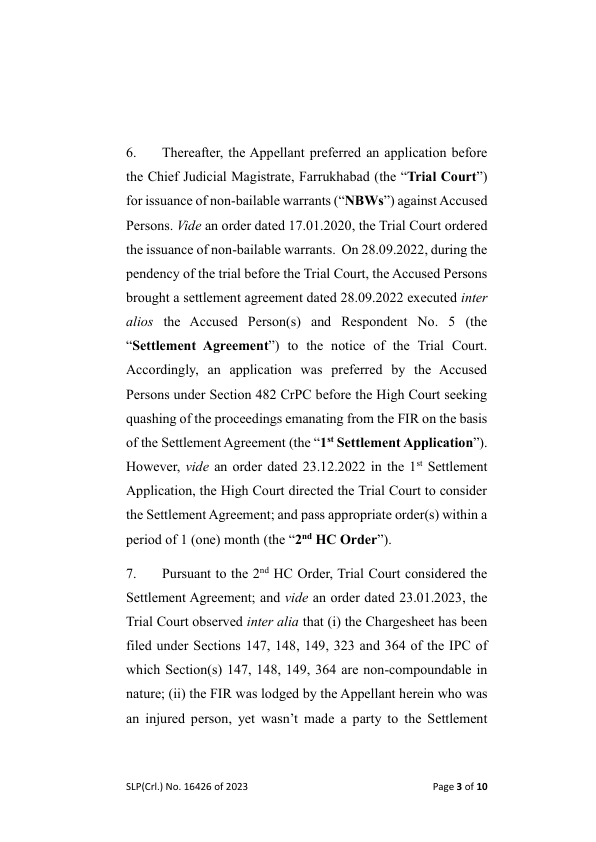 6. Thereafter, the Appellant preferred an application before
the Chief Judicial Magistrate, Farrukhabad (the “Trial Court”)
for issuance of non-bailable warrants (“NBWs”) against Accused
Persons. Vide an order dated 17.01.2020, the Trial Court ordered
the issuance of non-bailable warrants. On 28.09.2022, during the
pendency of the trial before the Trial Court, the Accused Persons
brought a settlement agreement dated 28.09.2022 executed inter
alios the Accused Person(s) and Respondent No. 5 (the
“Settlement Agreement”) to the notice of the Trial Court.
Accordingly, an application was preferred by the Accused
Persons under Section 482 CrPC before the High Court seeking
quashing of the proceedings emanating from the FIR on the basis
of the Settlement Agreement (the “1st Settlement Application”).
However, vide an order dated 23.12.2022 in the 1st Settlement
Application, the High Court directed the Trial Court to consider
the Settlement Agreement; and pass appropriate order(s) within a
period of 1 (one) month (the “2nd HC Order”).
7. Pursuant to the 2nd HC Order, Trial Court considered the
Settlement Agreement; and vide an order dated 23.01.2023, the
Trial Court observed inter alia that (i) the Chargesheet has been
filed under Sections 147, 148, 149, 323 and 364 of the IPC of
which Section(s) 147, 148, 149, 364 are non-compoundable in
nature; (ii) the FIR was lodged by the Appellant herein who was
an injured person, yet wasn’t made a party to the Settlement
SLP(Crl.) No. 16426 of 2023 Page 3 of 10